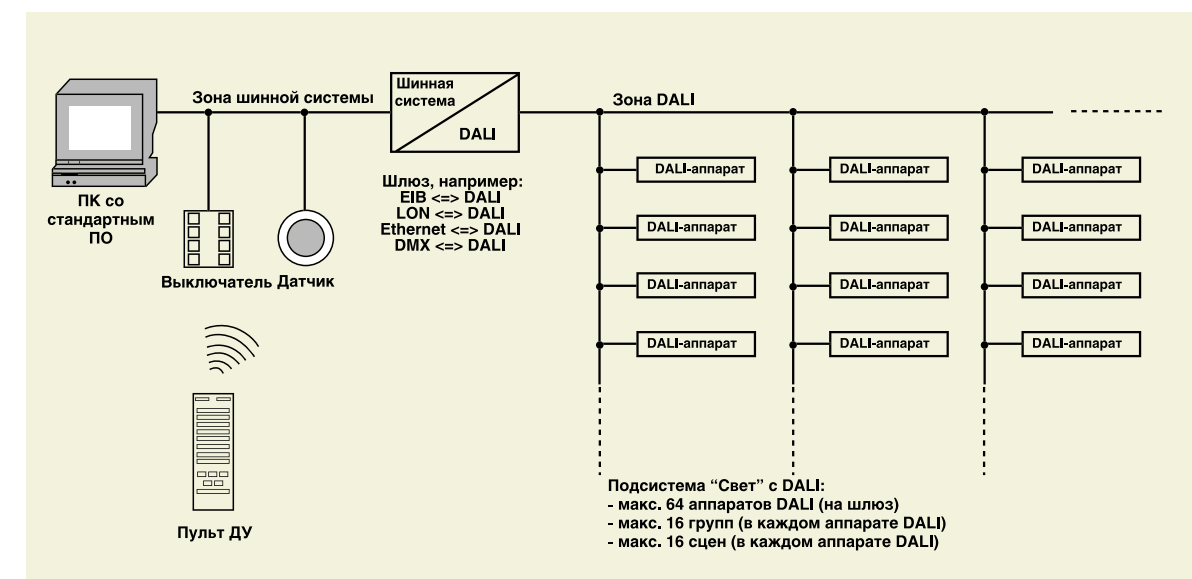 Шинная
система
DALI
Зона шинной системы
Зона DALI
ПК со
стандартным
ПО
Выключатель
Датчик
Шлюз, например:
EIB <=> DALI
LON <=> DALI
Ethernet <=> DALI
DMX <=> DALI
DALI-аппарат
DALI-аппарат
DALI-аппарат
DALI-аппарат
DALI-аппарат
DALI-аппарат
DALI-аппарат
DALI-аппарат
DALI-аппарат
DALI-аппарат
DALI-аппарат
DALI-аппарат
Пульт ДУ
Подсистема “Свет” с DALI:
- макс. 64 аппаратов DALI (на шлюз)
- макс. 16 групп (в каждом аппарате DALI)
- макс. 16 сцен (в каждом аппарате DALI)